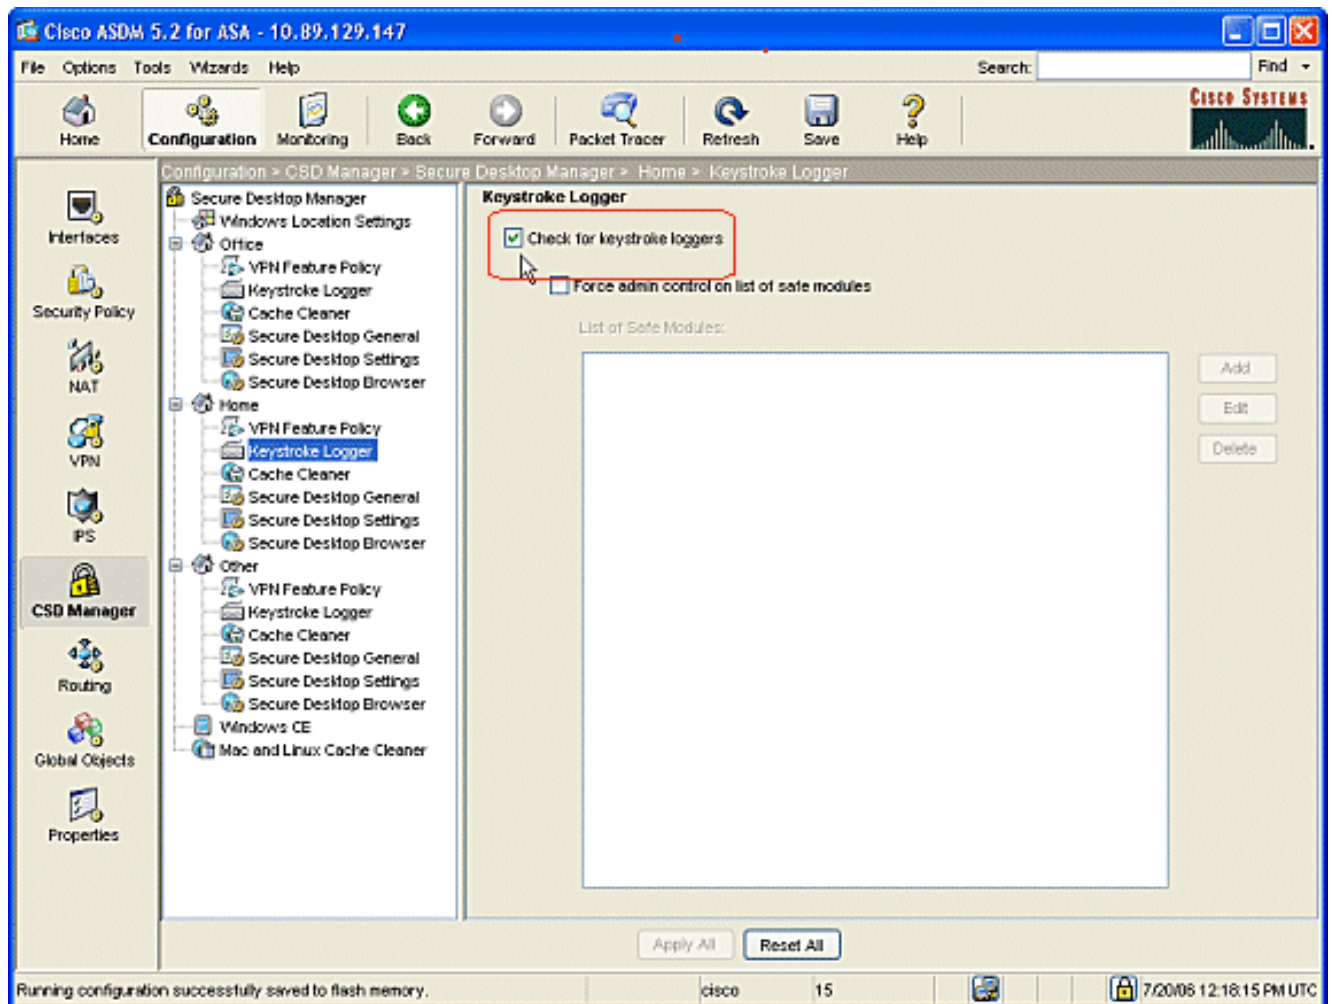 Cisco ASDM 5.2 for ASA - 10.89.129.147
File Options Tools Wizards Help Search: Find
Home Configuration Monitoring Back Forward Packet Tracer Refresh Save Help
CISCO SYSTEMS
Configuration > CSD Manager > Secure Desktop Manager > Home > Keystroke Logger
Interfaces
Security Policy
NAT
VPN
IPS
CSD Manager
Routing
Global Objects
Properties
Secure Desktop Manager
Windows Location Settings
Office
VPN Feature Policy
Keystroke Logger
Cache Cleaner
Secure Desktop General
Secure Desktop Settings
Secure Desktop Browser
Home
VPN Feature Policy
Keystroke Logger
Cache Cleaner
Secure Desktop General
Secure Desktop Settings
Secure Desktop Browser
Other
VPN Feature Policy
Keystroke Logger
Cache Cleaner
Secure Desktop General
Secure Desktop Settings
Secure Desktop Browser
Windows CE
Mac and Linux Cache Cleaner
Keystroke Logger
Check for keystroke loggers
Force admin control on list of safe modules
List of Safe Modules:
Add
Edit
Delete
Apply All Reset All
Running configuration successfully saved to flash memory. cisco 15 7/20/06 12:18:15 PM UTC